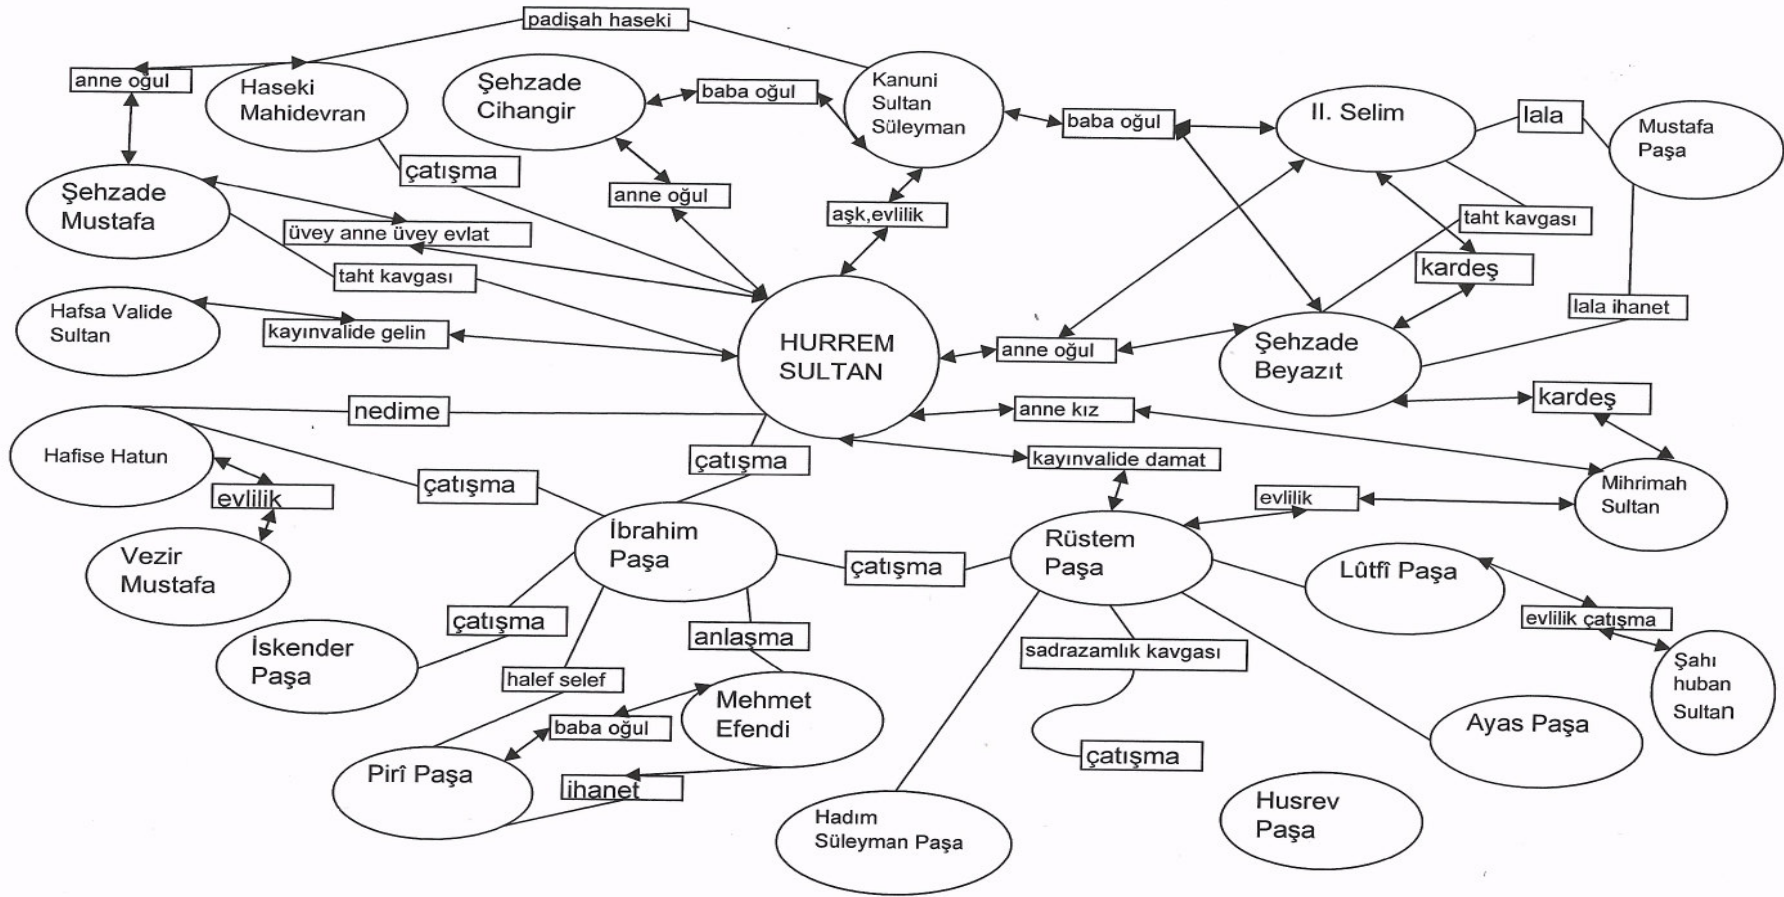 padişah haseki
anne oğul
Haseki
Mahidevran
Şehzade
Cihangir
baba oğul
Kanuni
Sultan
Süleyman
baba oğul
II. Selim
lala
Mustafa
Paşa
çatışma
anne oğul
aşk,evlilik
Şehzade
Mustafa
üvey anne üvey evlat
taht kavgası
taht kavgası
kardeş
lala ihanet
Hafsa Valide
Sultan
kayınvalide gelin
HURREM
SULTAN
anne oğul
Şehzade
Beyazıt
nedime
anne kız
kardeş
Hafise Hatun
çatışma
çatışma
kayınvalide damat
evlilik
evlilik
Mihrimah
Sultan
Vezir
Mustafa
İbrahim
Paşa
çatışma
Rüstem
Paşa
Lûtfî Paşa
evlilik çatışma
çatışma
anlaşma
sadrazamlık kavgası
İskender
Paşa
halef selef
Şahı
huban
Sultan
baba oğul
Mehmet
Efendi
çatışma
Ayas Paşa
Pirî Paşa
ihanet
Hadım
Süleyman Paşa
Husrev
Paşa